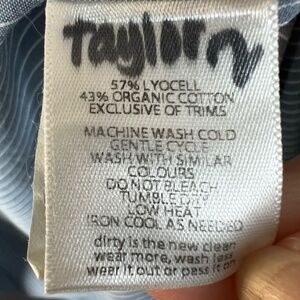 Taylor
57% LYOCELL
43% ORGANIC COTTON
EXCLUSIVE OF TRIMS
MACHINE WASH COLD
GENTLE CYCLE
WASH WITH SIMILAR
COLOURS
DO NOT BLEACH
TUMBLE DRY
LOW HEAT
IRON COOL AS NEEDED
dirty is the new clean
wear more, wash less
wear it out or pass it on